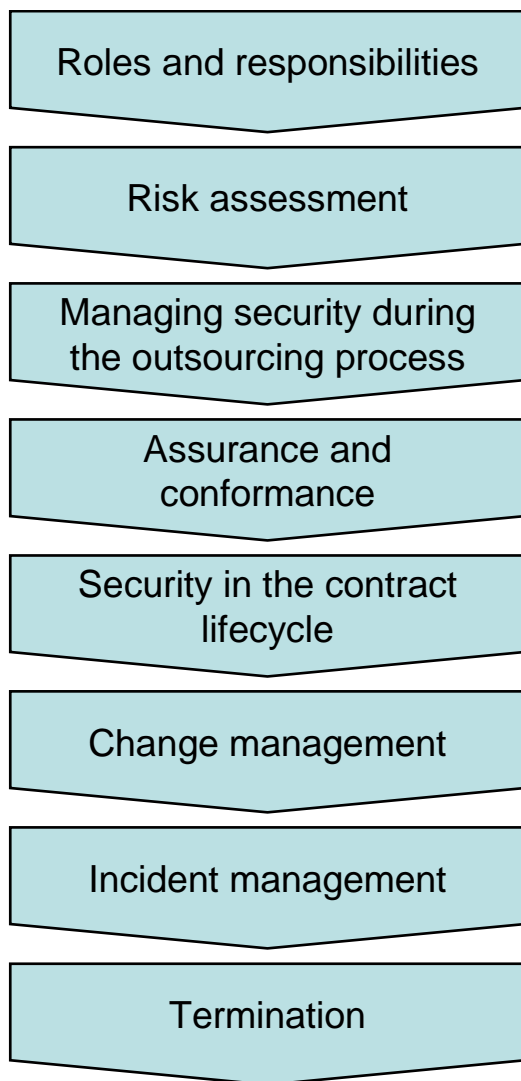 Roles and responsibilities
Risk assessment
Managing security during
the outsourcing process
Assurance and
conformance
Security in the contract
lifecycle
Change management
Incident management
Termination